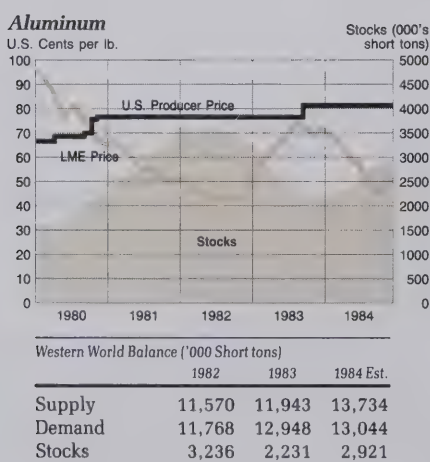 Aluminum
U.S. Cents per lb.
Stocks (000's
short tons)
100 5000
90 4500
80 4000
U.S. Producer Price
70 3500
LME Price
60 3000
50 2500
40 2000
30 1500
Stocks
20 1000
10 500
0 0
1980 1981 1982 1983 1984
Western World Balance ('000 Short tons)
1982 1983 1984 Est.
Supply 11,570 11,943 13,734
Demand 11,768 12,948 13,044
Stocks 3,236 2,231 2,921